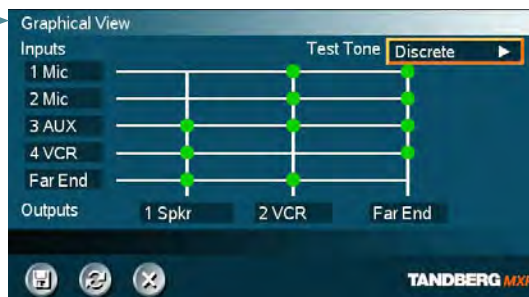 Graphical View
Inputs
Test Tone Discrete
1 Mic
2 Mic
3 AUX
4 VCR
Far End
Outputs 1 Spkr 2 VCR Far End
TANDBERG MXP